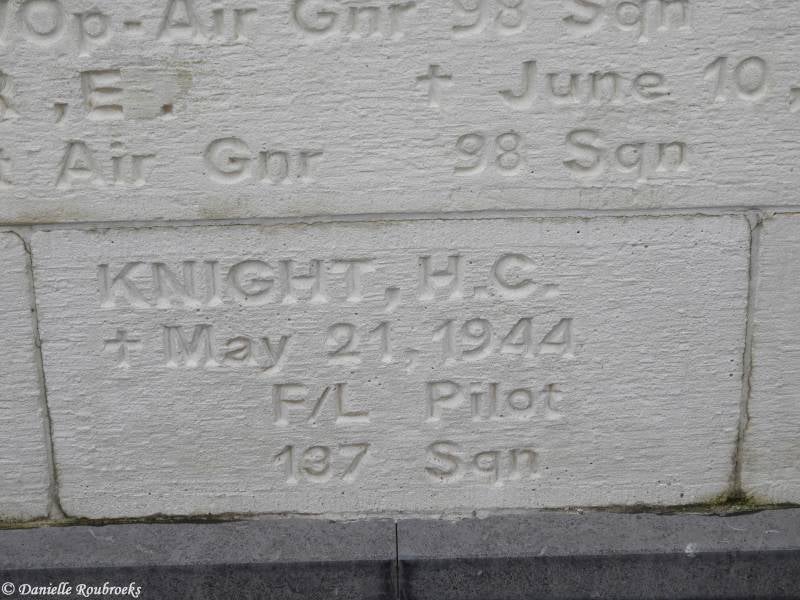 /Op-Air Gnr 98 Sqn
, E. † June 10,
t Air Gnr 98 Sqn
KNIGHT, H.C.
† May 21, 1944
F/L Pilot
137 Sqn
© Danielle Roubroeks